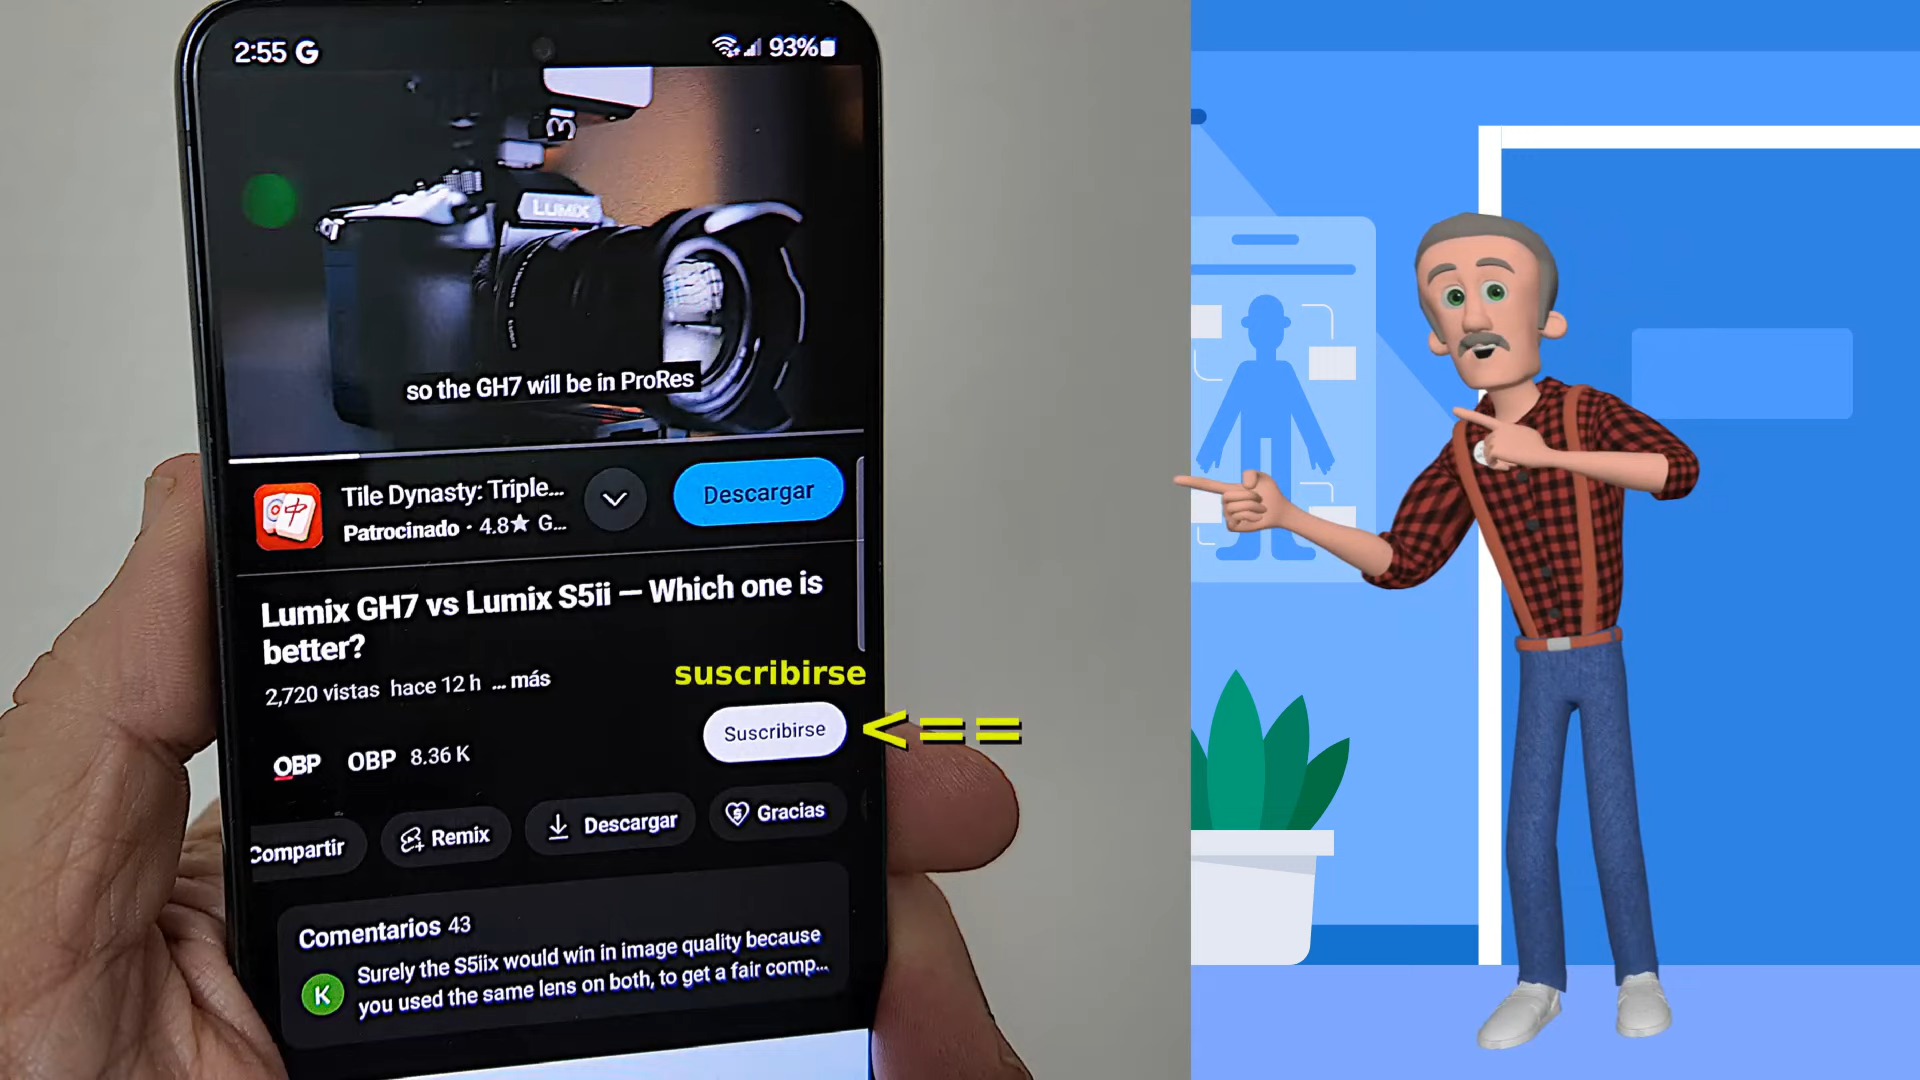 2:55 G
93%
LUMIX
so the GH7 will be in ProRes
Tile Dynasty: Triple...
Patrocinado · 4.8★ G...
Descargar
Lumix GH7 vs Lumix S5ii — Which one is
better?
2,720 vistas hace 12 h ... más
suscribirse
Suscribirse
<==
OBP OBP 8.36 K
Compartir
Remix
Descargar
Gracias
Comentarios 43
K
Surely the S5iix would win in image quality because
you used the same lens on both, to get a fair comp...